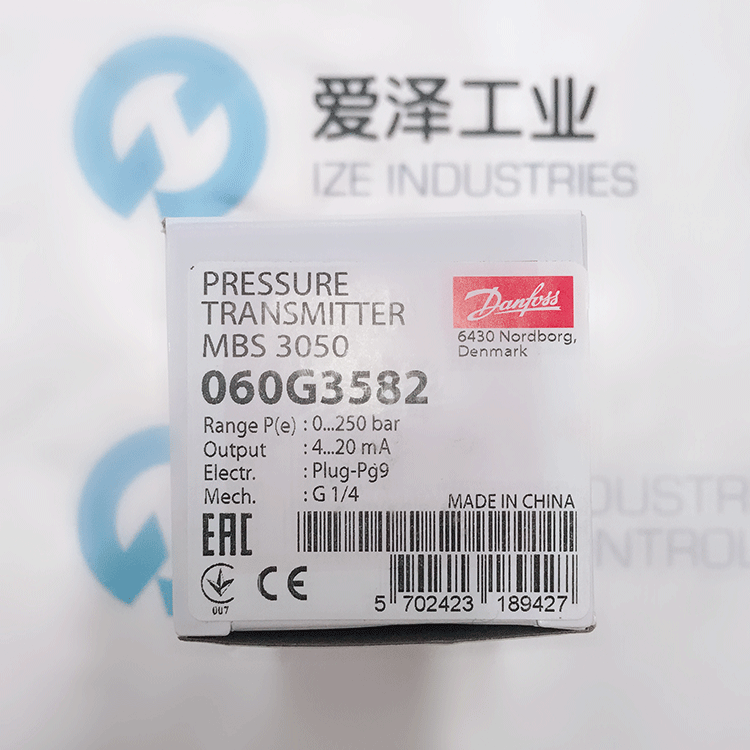 爱泽工业
IZE INDUSTRIES
PRESSURE
TRANSMITTER
MBS 3050
060G3582
Range P(e) : 0...250 bar
Output : 4...20 mA
Electr. : Plug-Pg9
Mech. : G 1/4
Danfoss
6430 Nordborg,
Denmark
MADE IN CHINA
EAC
007
CE
5 702423 189427
DUSTR
ONTROL